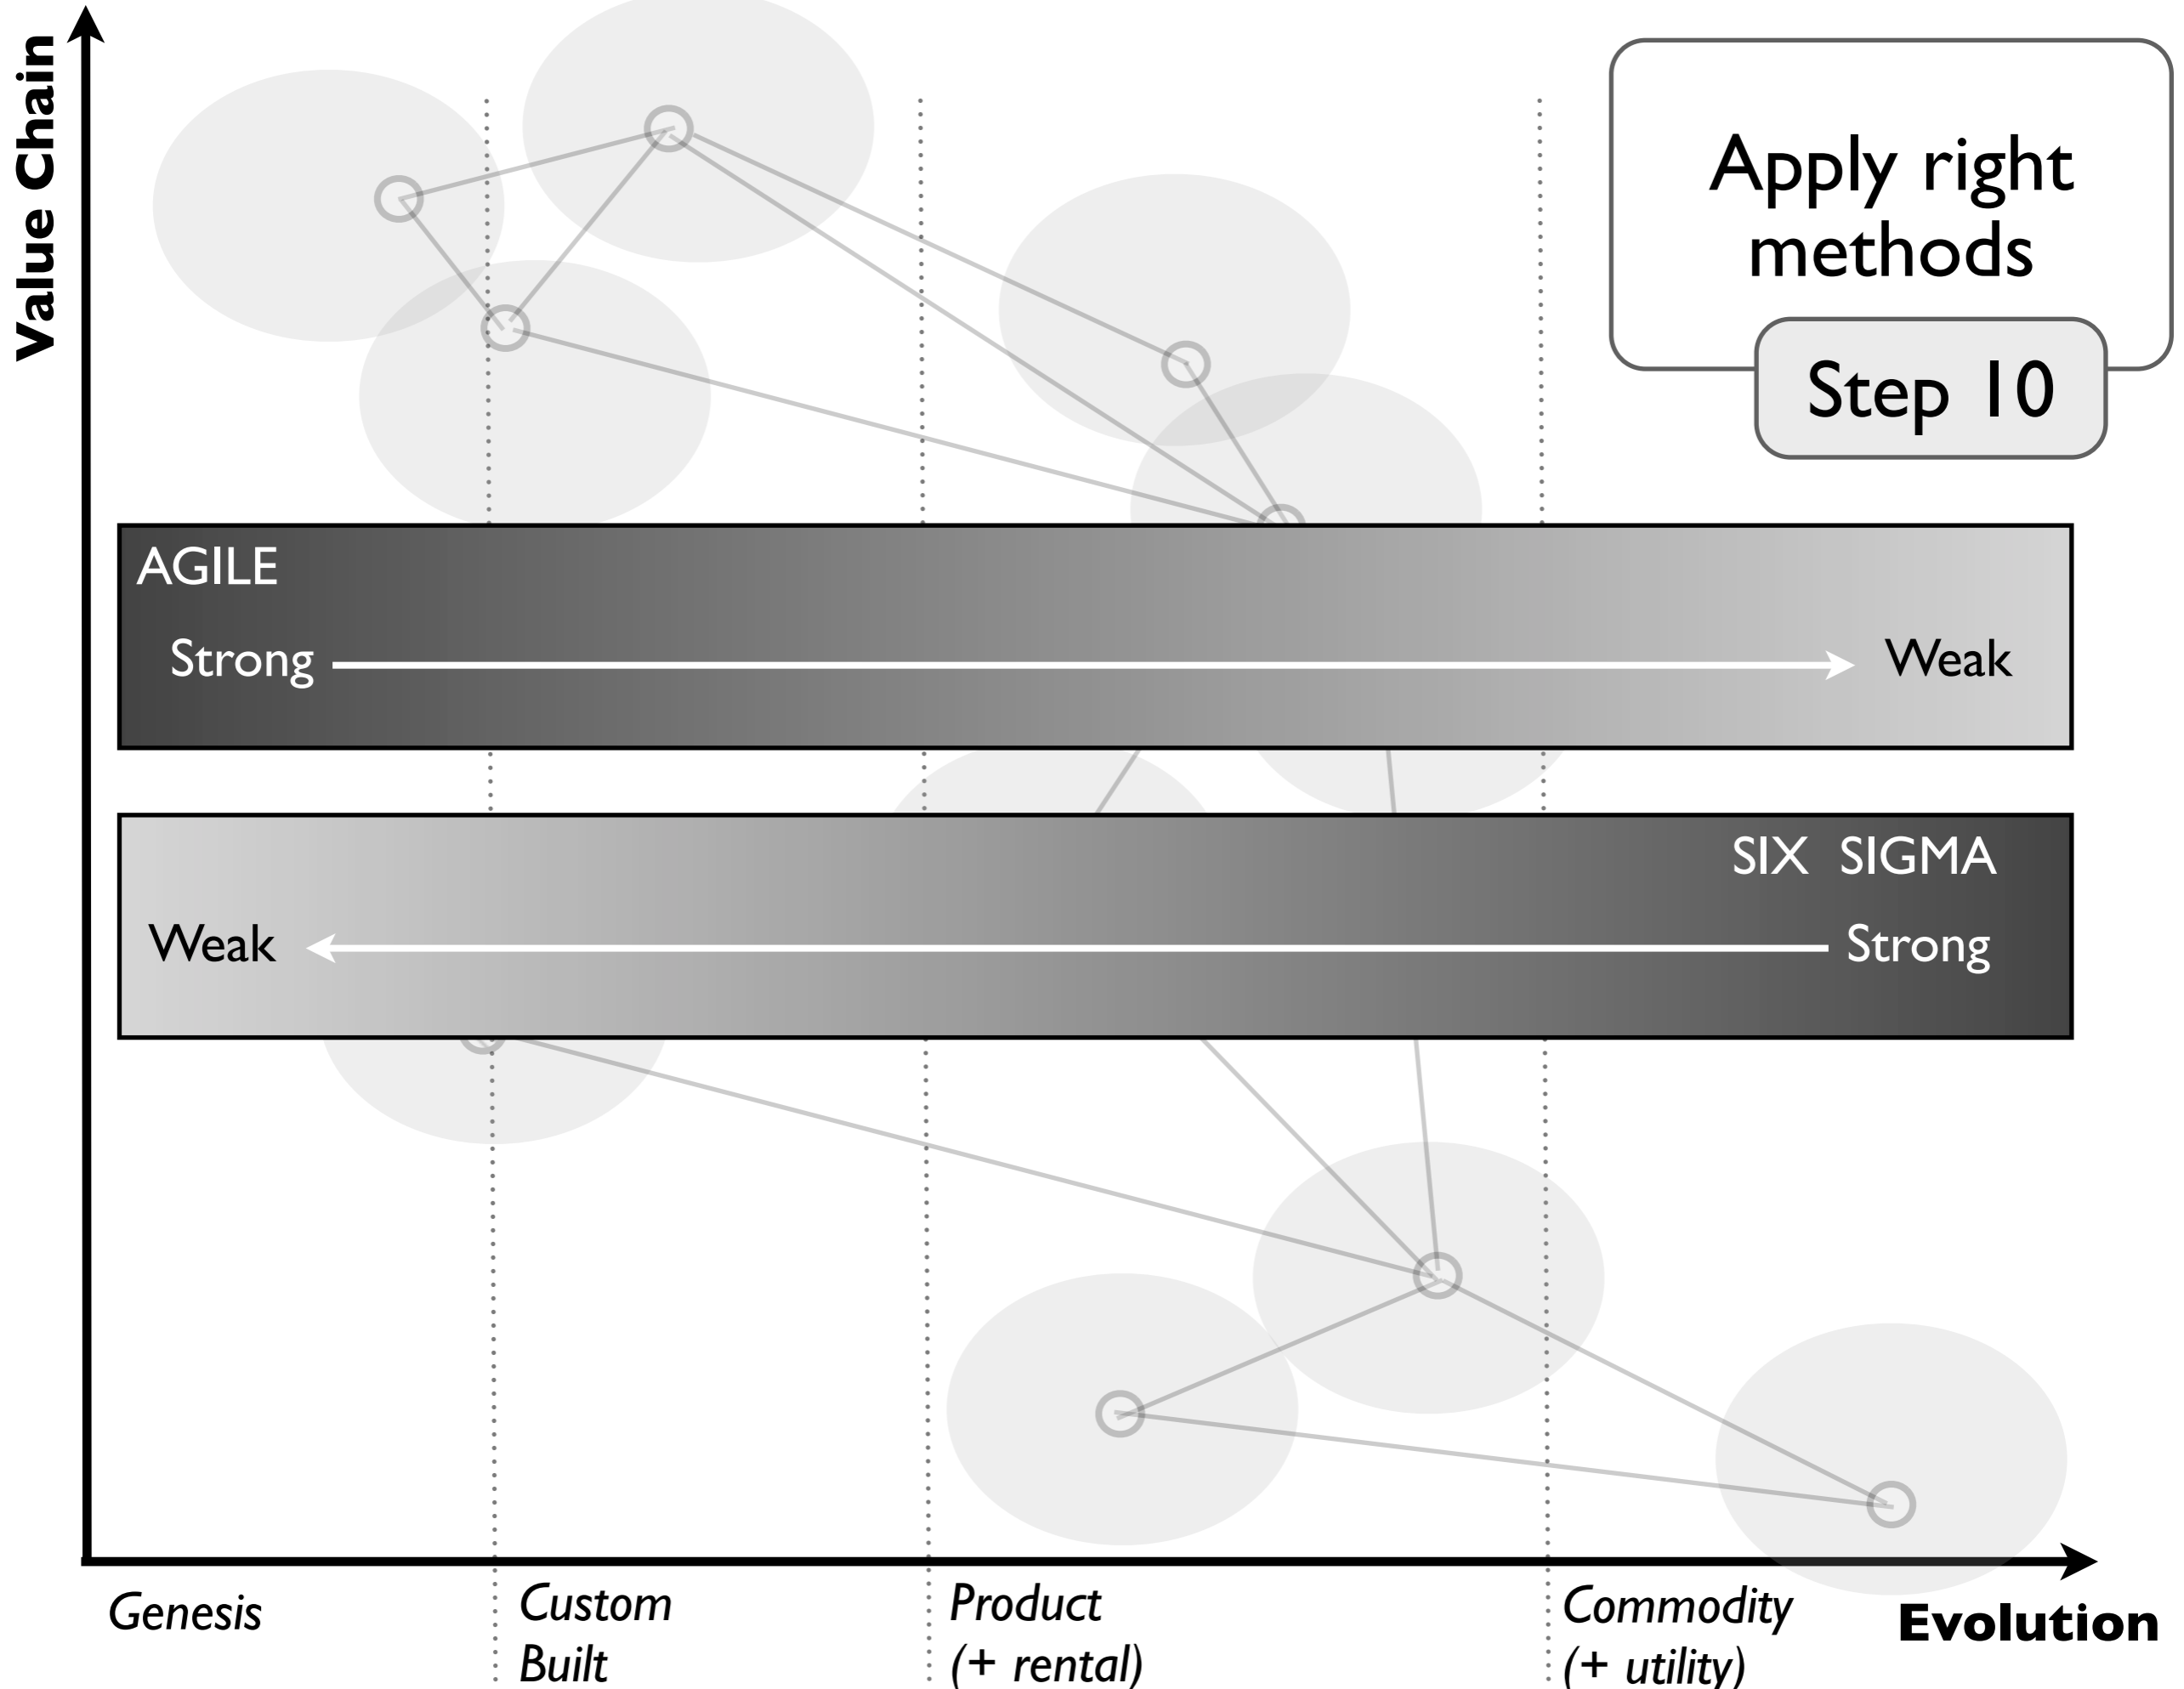 Value Chain
Apply right
methods
Step 10
AGILE
Strong
Weak
SIX SIGMA
Weak
Strong
Genesis
Custom
Built
Product
(+ rental)
Commodity
(+ utility)
Evolution